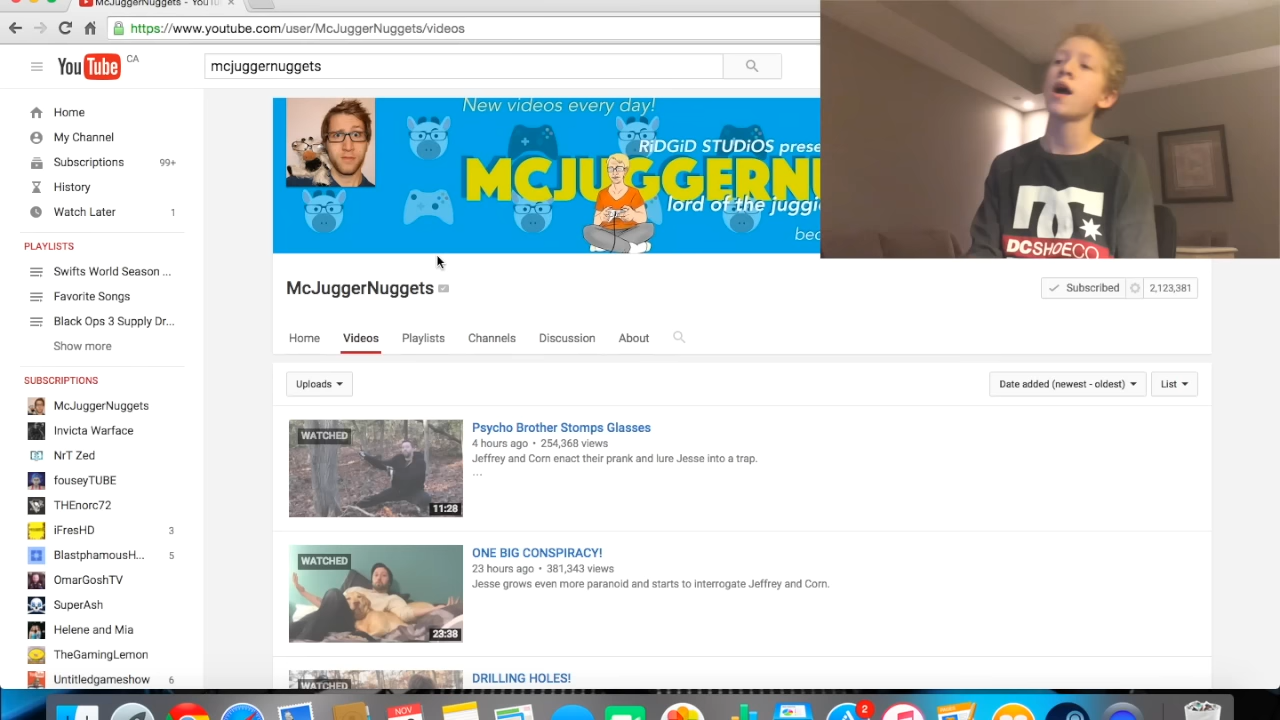 McJuggerNuggets - YouTu
https://www.youtube.com/user/McJuggerNuggets/videos
YouTube CA
mcjuggernuggets
Home
My Channel
Subscriptions 99+
History
Watch Later 1
PLAYLISTS
Swifts World Season ...
Favorite Songs
Black Ops 3 Supply Dr...
Show more
SUBSCRIPTIONS
McJuggerNuggets
Invicta Warface
NrT Zed
fouseyTUBE
THEnorc72
iFresHD 3
BlastphamousH... 5
OmarGoshTV
SuperAsh
Helene and Mia
TheGamingLemon
Untitledgameshow 6
New videos every day!
RiDGiD STUDiOS prese
MCJUGGERN
lord of the juggi
bec
DC
DCSHOECO
McJuggerNuggets
Subscribed 2,123,381
Home Videos Playlists Channels Discussion About
Uploads
Date added (newest - oldest) List
WATCHED
11:28
Psycho Brother Stomps Glasses
4 hours ago • 254,368 views
Jeffrey and Corn enact their prank and lure Jesse into a trap.
...
WATCHED
23:38
ONE BIG CONSPIRACY!
23 hours ago • 381,343 views
Jesse grows even more paranoid and starts to interrogate Jeffrey and Corn.
WATCHED
DRILLING HOLES!
NOV
2